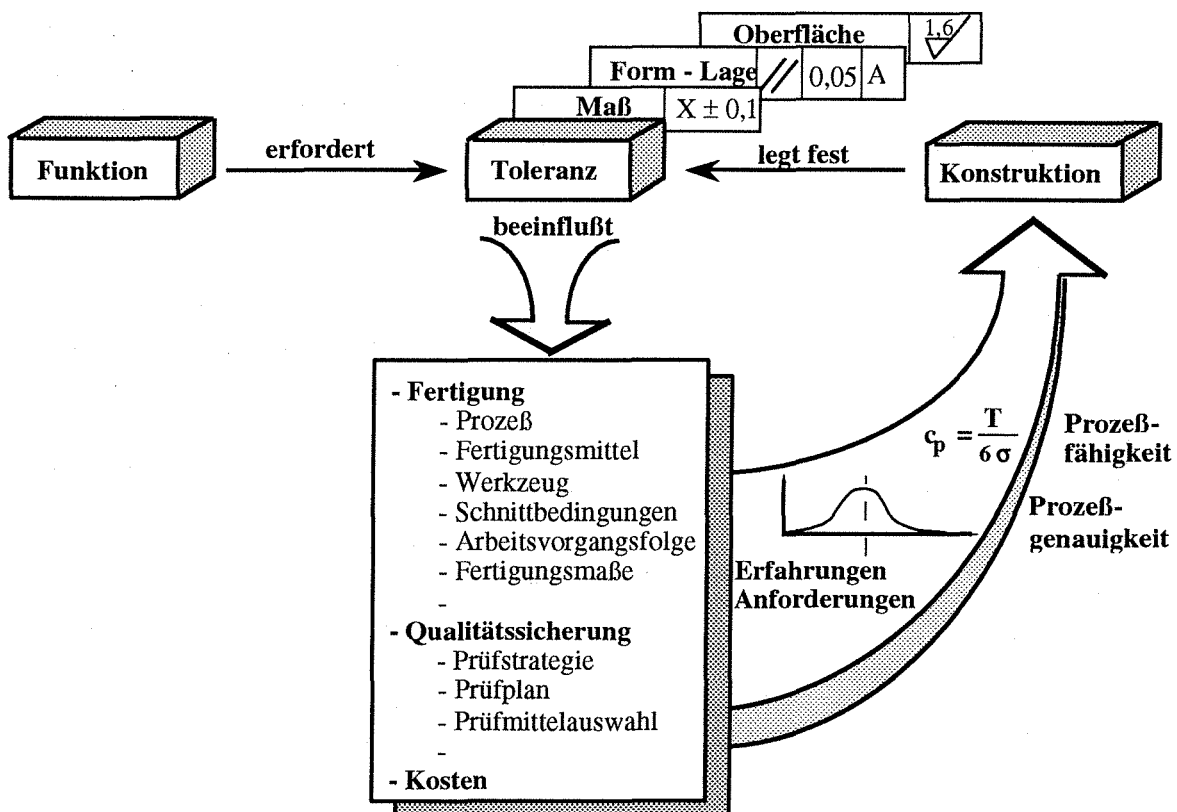 Oberfläche 1,6
Form - Lage // 0,05 A
Maß X ± 0,1
Funktion
erfordert
Toleranz
legt fest
Konstruktion
beeinflußt
- Fertigung
- Prozeß
- Fertigungsmittel
- Werkzeug
- Schnittbedingungen
- Arbeitsvorgangsfolge
- Fertigungsmaße
-
- Qualitätssicherung
- Prüfstrategie
- Prüfplan
- Prüfmittelauswahl
-
- Kosten
c_p = T / 6 σ
Prozeß-
fähigkeit
Prozeß-
genauigkeit
Erfahrungen
Anforderungen